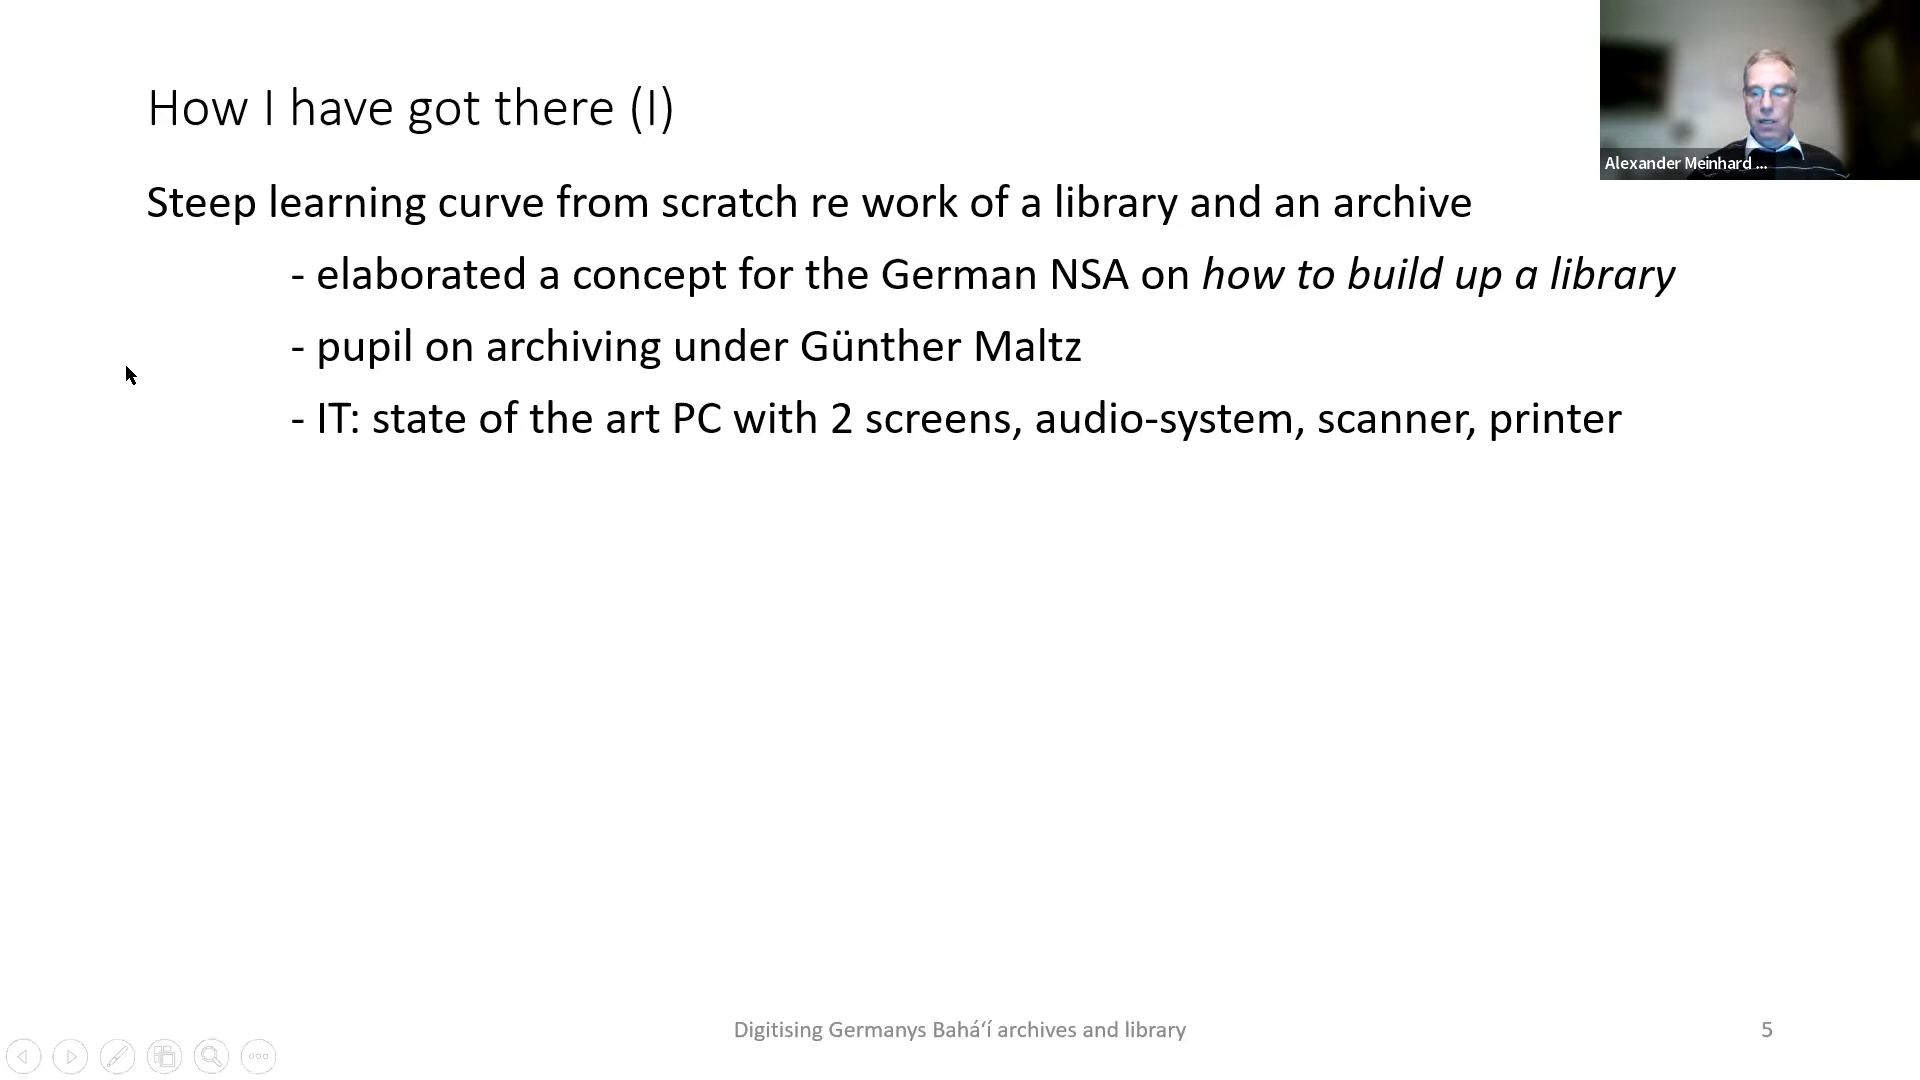 How I have got there (I)
Alexander Meinhard ...
Steep learning curve from scratch re work of a library and an archive
- elaborated a concept for the German NSA on how to build up a library
- pupil on archiving under Günther Maltz
- IT: state of the art PC with 2 screens, audio-system, scanner, printer
Digitising Germanys Bahá‘í archives and library
5